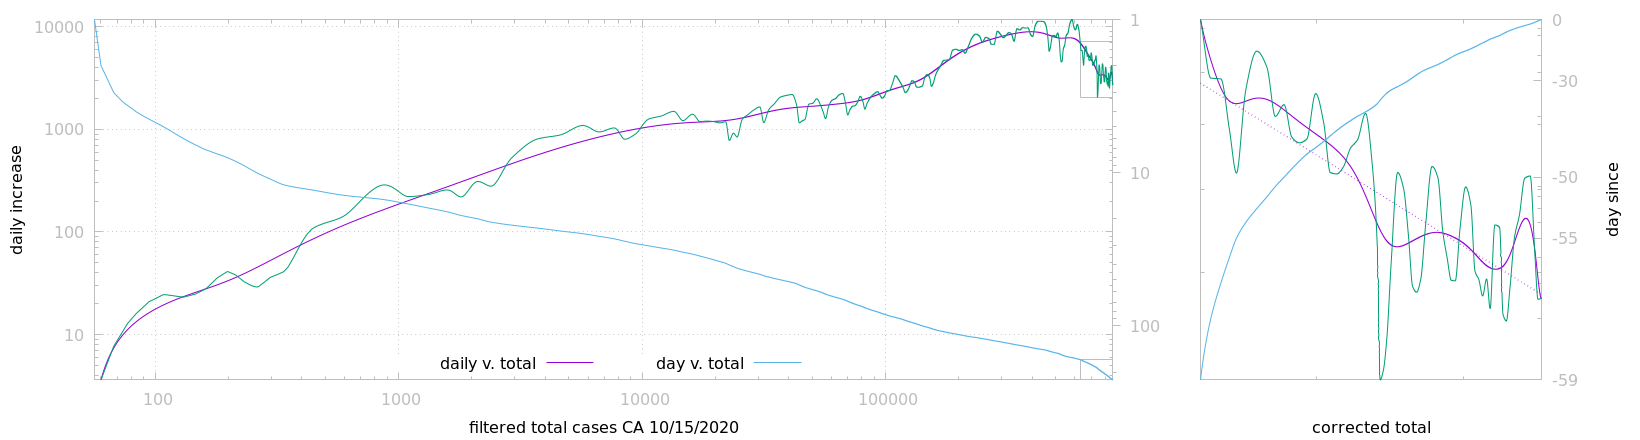 10000
1000
100
10
daily increase
100
1000
10000
100000
filtered total cases CA 10/15/2020
daily v. total
day v. total
1
10
100
0
-30
-50
-55
-59
day since
corrected total